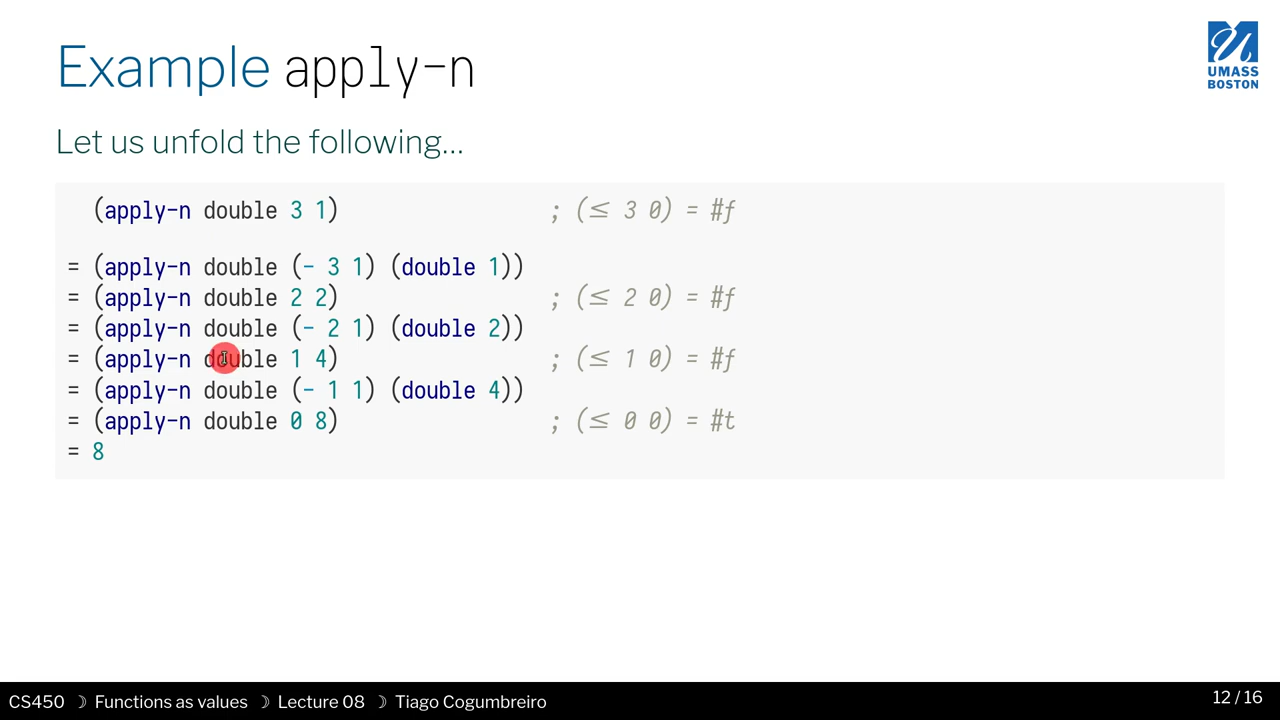 Example apply-n
UMASS
BOSTON
Let us unfold the following...
(apply-n double 3 1) ; (≤ 3 0) = #f
= (apply-n double (- 3 1) (double 1))
= (apply-n double 2 2) ; (≤ 2 0) = #f
= (apply-n double (- 2 1) (double 2))
= (apply-n double 1 4) ; (≤ 1 0) = #f
= (apply-n double (- 1 1) (double 4))
= (apply-n double 0 8) ; (≤ 0 0) = #t
= 8
CS450 ☽ Functions as values ☽ Lecture 08 ☽ Tiago Cogumbreiro
12 / 16